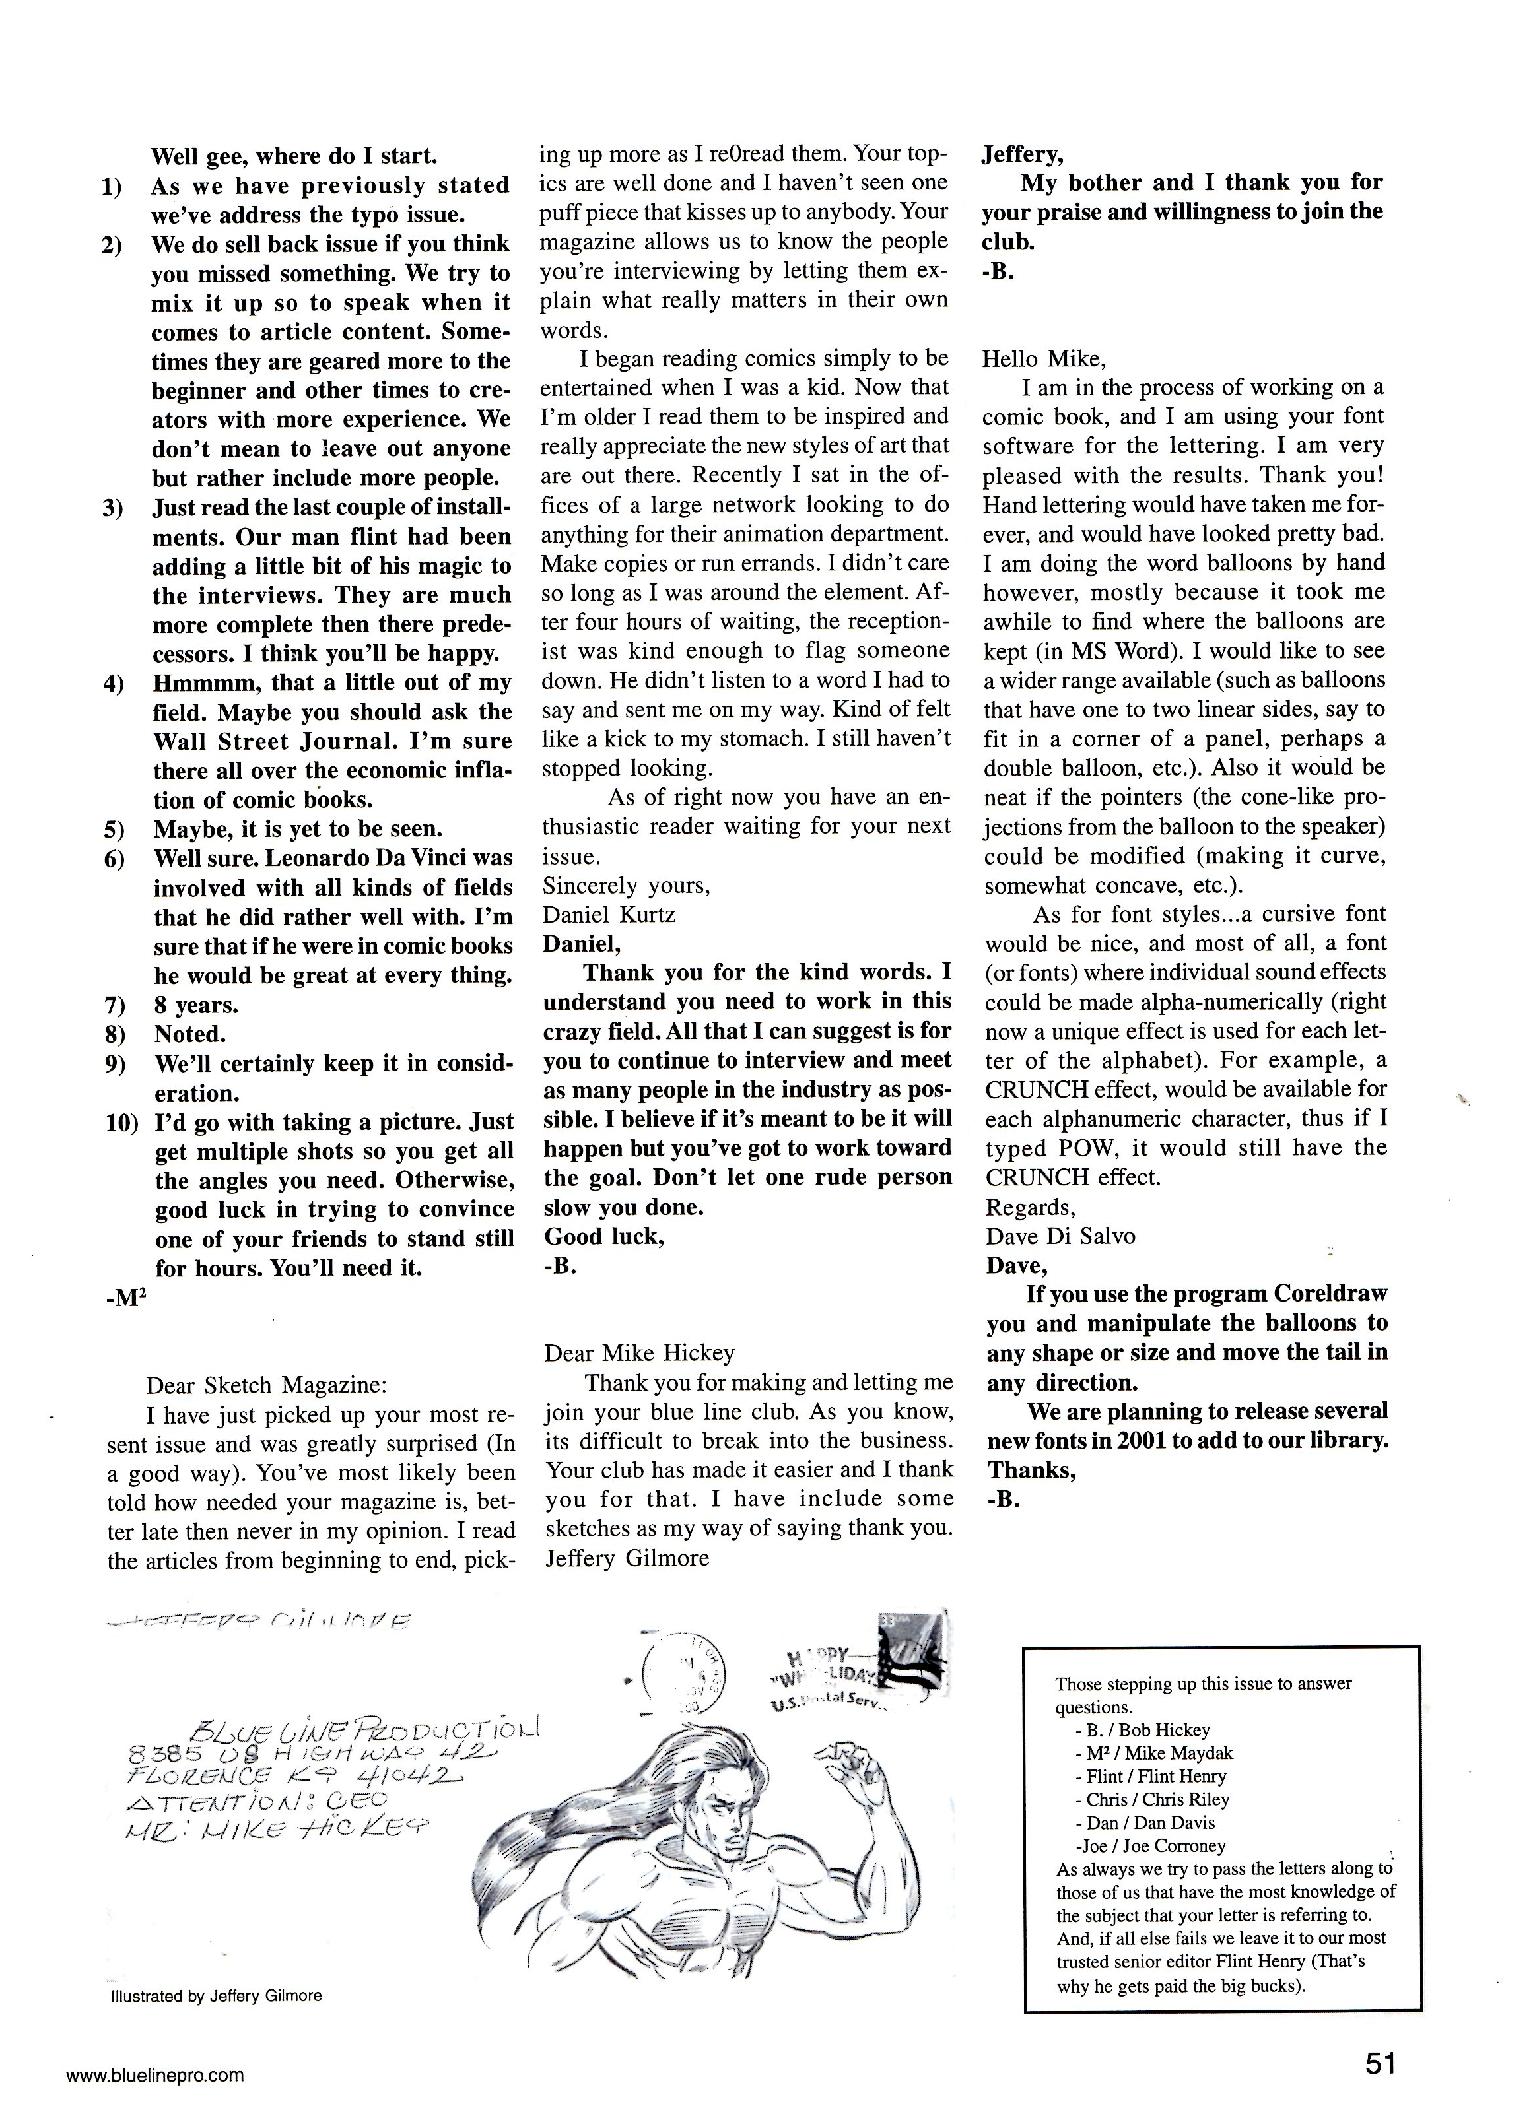 Well gee, where do I start.
1) As we have previously stated
we've address the typo issue.
2) We do sell back issue if you think
you missed something. We try to
mix it up so to speak when it
comes to article content. Some-
times they are geared more to the
beginner and other times to cre-
ators with more experience. We
don't mean to leave out anyone
but rather include more people.
3) Just read the last couple of install-
ments. Our man flint had been
adding a little bit of his magic to
the interviews. They are much
more complete then there prede-
cessors. I think you'll be happy.
4) Hmmmm, that a little out of my
field. Maybe you should ask the
Wall Street Journal. I'm sure
there all over the economic infla-
tion of comic books.
5) Maybe, it is yet to be seen.
6) Well sure. Leonardo Da Vinci was
involved with all kinds of fields
that he did rather well with. I'm
sure that if he were in comic books
he would be great at every thing.
7) 8 years.
8) Noted.
9) We'll certainly keep it in consid-
eration.
10) I'd go with taking a picture. Just
get multiple shots so you get all
the angles you need. Otherwise,
good luck in trying to convince
one of your friends to stand still
for hours. You'll need it.
-M²
Dear Sketch Magazine:
I have just picked up your most re-
sent issue and was greatly surprised (In
a good way). You've most likely been
told how needed your magazine is, bet-
ter late then never in my opinion. I read
the articles from beginning to end, pick-
ing up more as I re0read them. Your top-
ics are well done and I haven't seen one
puff piece that kisses up to anybody. Your
magazine allows us to know the people
you're interviewing by letting them ex-
plain what really matters in their own
words.
I began reading comics simply to be
entertained when I was a kid. Now that
I'm older I read them to be inspired and
really appreciate the new styles of art that
are out there. Recently I sat in the of-
fices of a large network looking to do
anything for their animation department.
Make copies or run errands. I didn't care
so long as I was around the element. Af-
ter four hours of waiting, the reception-
ist was kind enough to flag someone
down. He didn't listen to a word I had to
say and sent me on my way. Kind of felt
like a kick to my stomach. I still haven't
stopped looking.
As of right now you have an en-
thusiastic reader waiting for your next
issue.
Sincerely yours,
Daniel Kurtz
Daniel,
Thank you for the kind words. I
understand you need to work in this
crazy field. All that I can suggest is for
you to continue to interview and meet
as many people in the industry as pos-
sible. I believe if it's meant to be it will
happen but you've got to work toward
the goal. Don't let one rude person
slow you done.
Good luck,
-B.
Dear Mike Hickey
Thank you for making and letting me
join your blue line club. As you know,
its difficult to break into the business.
Your club has made it easier and I thank
you for that. I have include some
sketches as my way of saying thank you.
Jeffery Gilmore
Jeffery,
My bother and I thank you for
your praise and willingness to join the
club.
-B.
Hello Mike,
I am in the process of working on a
comic book, and I am using your font
software for the lettering. I am very
pleased with the results. Thank you!
Hand lettering would have taken me for-
ever, and would have looked pretty bad.
I am doing the word balloons by hand
however, mostly because it took me
awhile to find where the balloons are
kept (in MS Word). I would like to see
a wider range available (such as balloons
that have one to two linear sides, say to
fit in a corner of a panel, perhaps a
double balloon, etc.). Also it would be
neat if the pointers (the cone-like pro-
jections from the balloon to the speaker)
could be modified (making it curve,
somewhat concave, etc.).
As for font styles...a cursive font
would be nice, and most of all, a font
(or fonts) where individual sound effects
could be made alpha-numerically (right
now a unique effect is used for each let-
ter of the alphabet). For example, a
CRUNCH effect, would be available for
each alphanumeric character, thus if I
typed POW, it would still have the
CRUNCH effect.
Regards,
Dave Di Salvo
Dave,
If you use the program Coreldraw
you and manipulate the balloons to
any shape or size and move the tail in
any direction.
We are planning to release several
new fonts in 2001 to add to our library.
Thanks,
-B.
JEFFERY GILMORE
BLUE LINE PRODUCTION
8385 US HIGHWAY 42
FLORENCE KY 41042
ATTENTION: CEO
MR: MIKE HICKEY
Illustrated by Jeffery Gilmore
Those stepping up this issue to answer
questions.
- B. / Bob Hickey
- M² / Mike Maydak
- Flint / Flint Henry
- Chris / Chris Riley
- Dan / Dan Davis
-Joe / Joe Corroney
As always we try to pass the letters along to
those of us that have the most knowledge of
the subject that your letter is referring to.
And, if all else fails we leave it to our most
trusted senior editor Flint Henry (That's
why he gets paid the big bucks).
www.bluelinepro.com
51